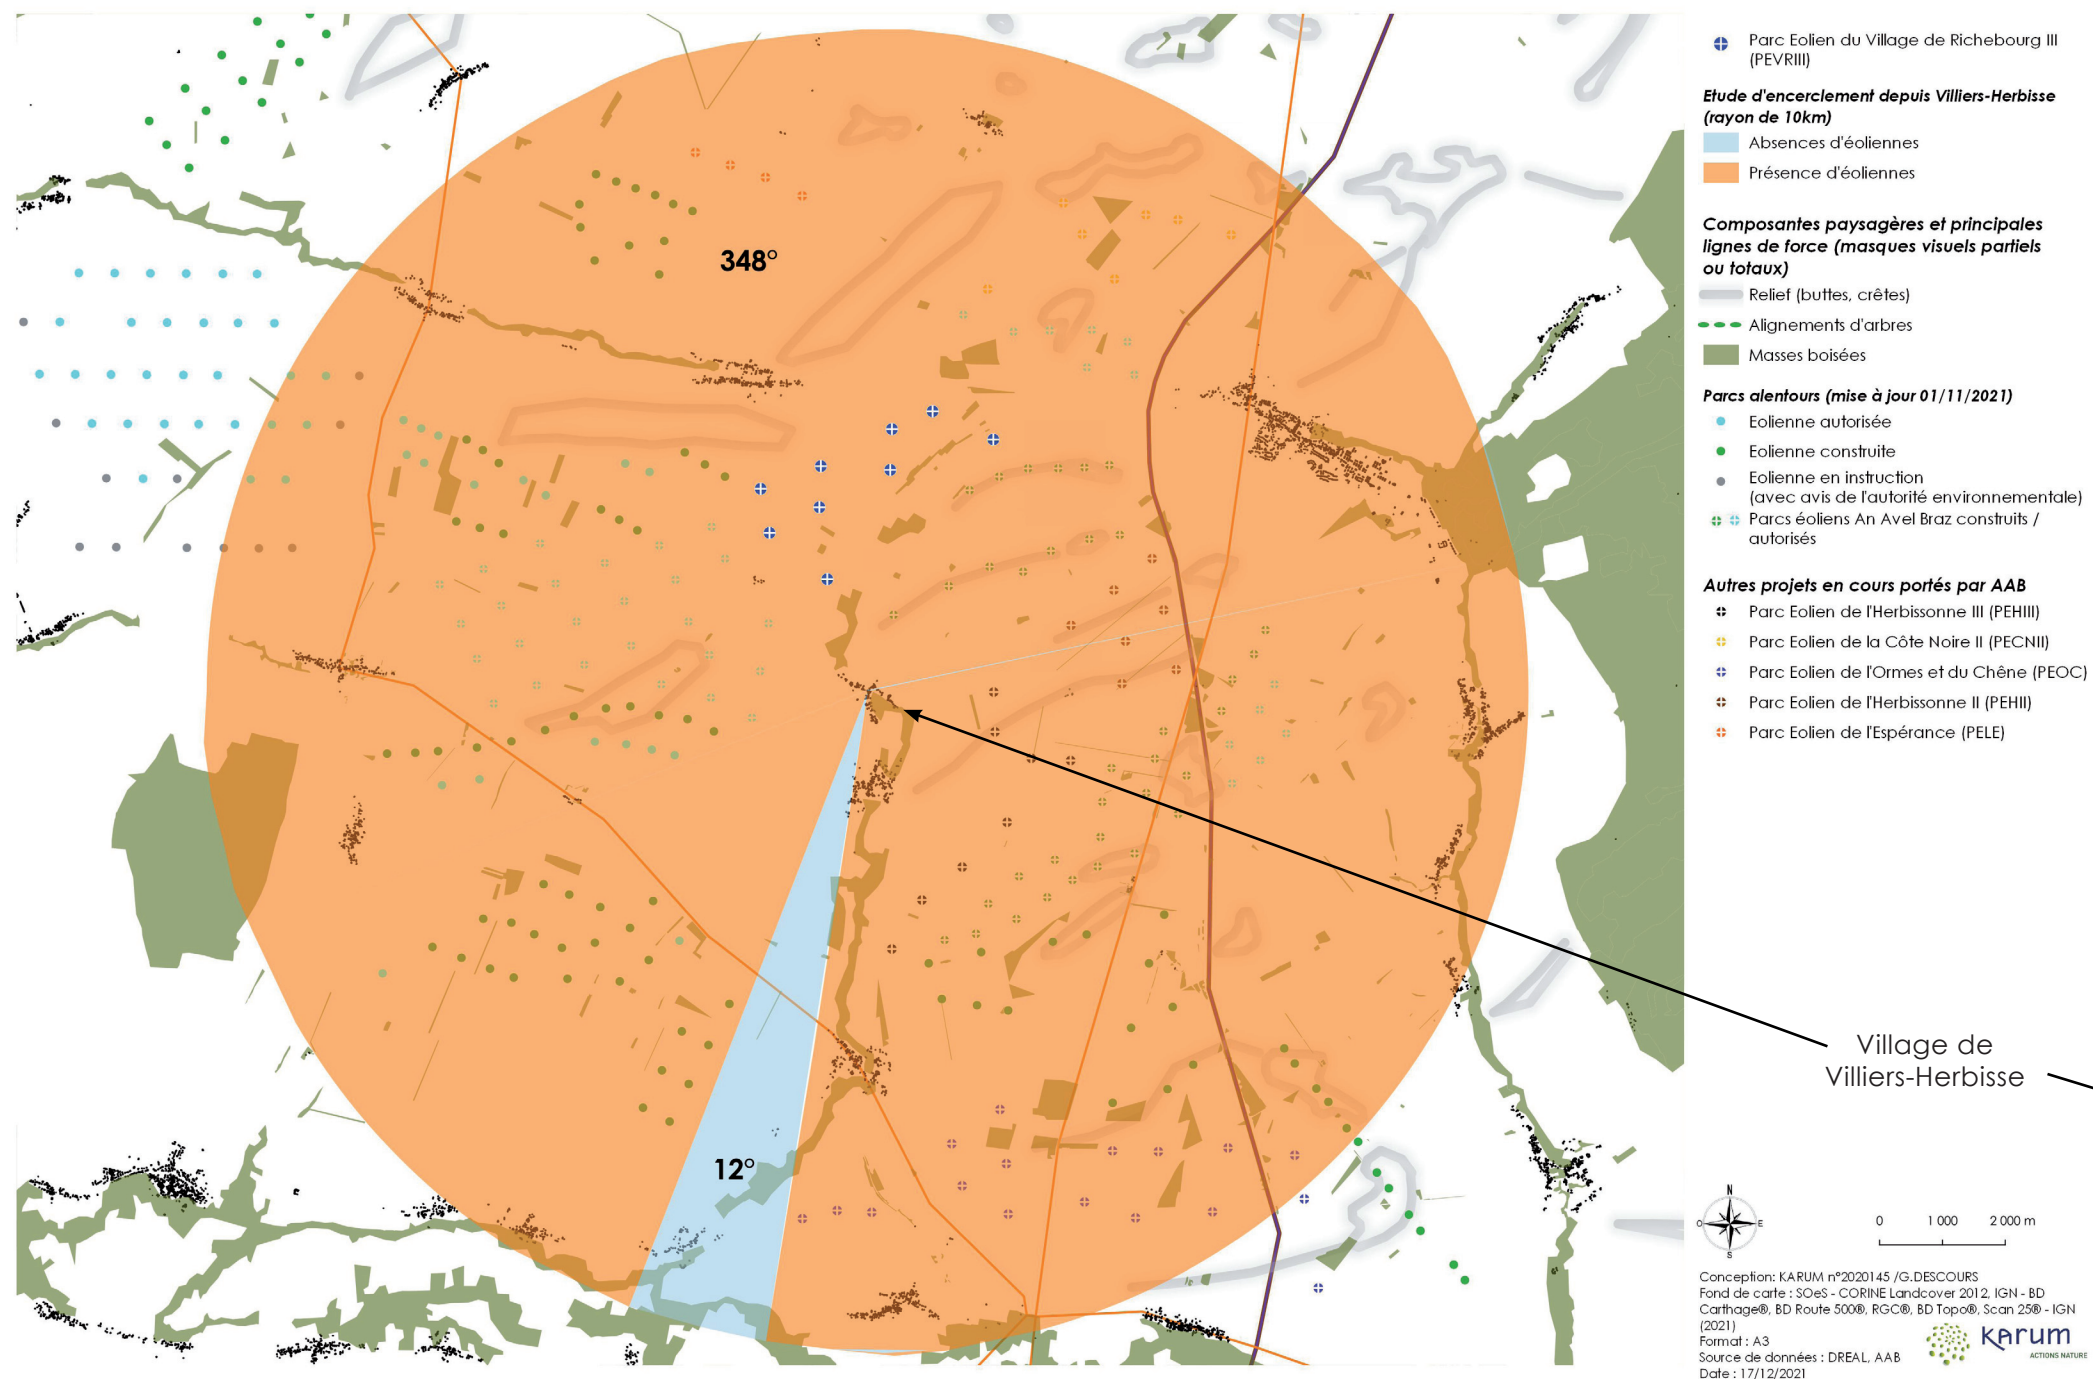 348°
12°
Parc Eolien du Village de Richebourg III
(PEVRIII)
Etude d'encerclement depuis Villiers-Herbisse
(rayon de 10km)
Absences d'éoliennes
Présence d'éoliennes
Composantes paysagères et principales
lignes de force (masques visuels partiels
ou totaux)
Relief (buttes, crêtes)
Alignements d'arbres
Masses boisées
Parcs alentours (mise à jour 01/11/2021)
Eolienne autorisée
Eolienne construite
Eolienne en instruction
(avec avis de l'autorité environnementale)
Parcs éoliens An Avel Braz construits /
autorisés
Autres projets en cours portés par AAB
Parc Eolien de l'Herbissonne III (PEHIII)
Parc Eolien de la Côte Noire II (PECNII)
Parc Eolien de l'Ormes et du Chêne (PEOC)
Parc Eolien de l'Herbissonne II (PEHII)
Parc Eolien de l'Espérance (PELE)
Village de
Villiers-Herbisse
N
O E
S
0 1 000 2 000 m
Conception: KARUM n°2020145 /G.DESCOURS
Fond de carte : SOeS - CORINE Landcover 2012, IGN - BD
Carthage®, BD Route 500®, RGC®, BD Topo®, Scan 25® - IGN
(2021)
Format : A3
Source de données : DREAL, AAB
Date : 17/12/2021
KARUM
ACTIONS NATURE